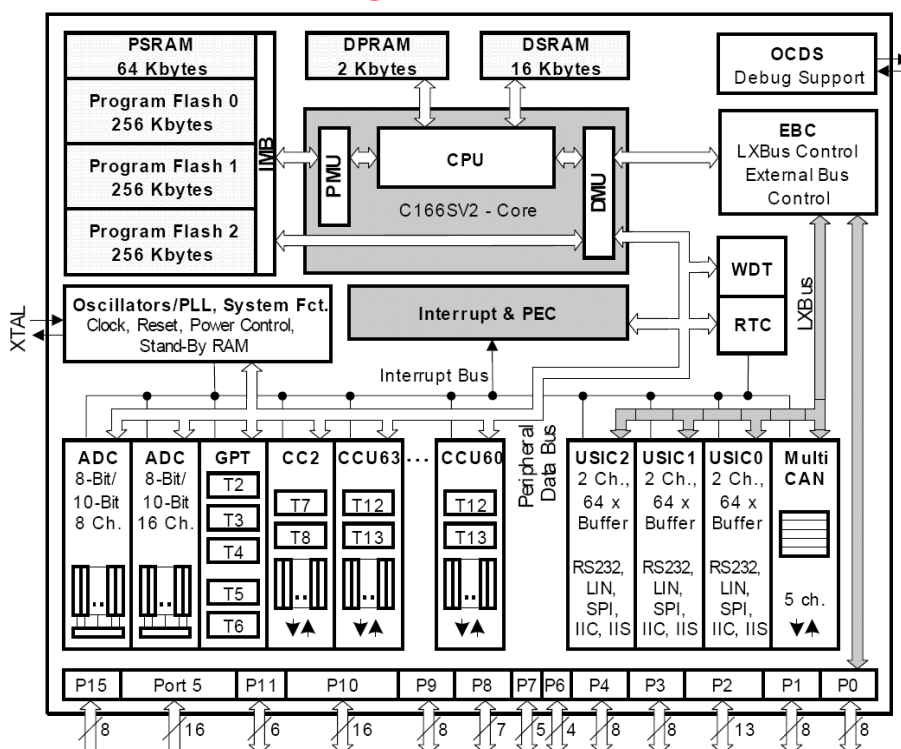 PSRAM
64 Kbytes
Program Flash 0
256 Kbytes
Program Flash 1
256 Kbytes
Program Flash 2
256 Kbytes
IMB
DPRAM
2 Kbytes
DSRAM
16 Kbytes
OCDS
Debug Support
PMU
CPU
DMU
C166SV2 - Core
EBC
LXBus Control
External Bus
Control
XTAL
Oscillators/PLL, System Fct.
Clock, Reset, Power Control,
Stand-By RAM
Interrupt & PEC
WDT
RTC
LXBus
Interrupt Bus
Peripheral
Data Bus
ADC
8-Bit/
10-Bit
8 Ch.
ADC
8-Bit/
10-Bit
16 Ch.
GPT
T2
T3
T4
T5
T6
CC2
T7
T8
CCU63
T12
T13
...
CCU60
T12
T13
USIC2
2 Ch.,
64 x
Buffer
RS232,
LIN,
SPI,
IIC, IIS
USIC1
2 Ch.,
64 x
Buffer
RS232,
LIN,
SPI,
IIC, IIS
USIC0
2 Ch.,
64 x
Buffer
RS232,
LIN,
SPI,
IIC, IIS
Multi
CAN
5 ch.
P15 Port 5 P11 P10 P9 P8 P7 P6 P4 P3 P2 P1 P0
8 16 6 16 8 7 5 4 8 8 13 8 8